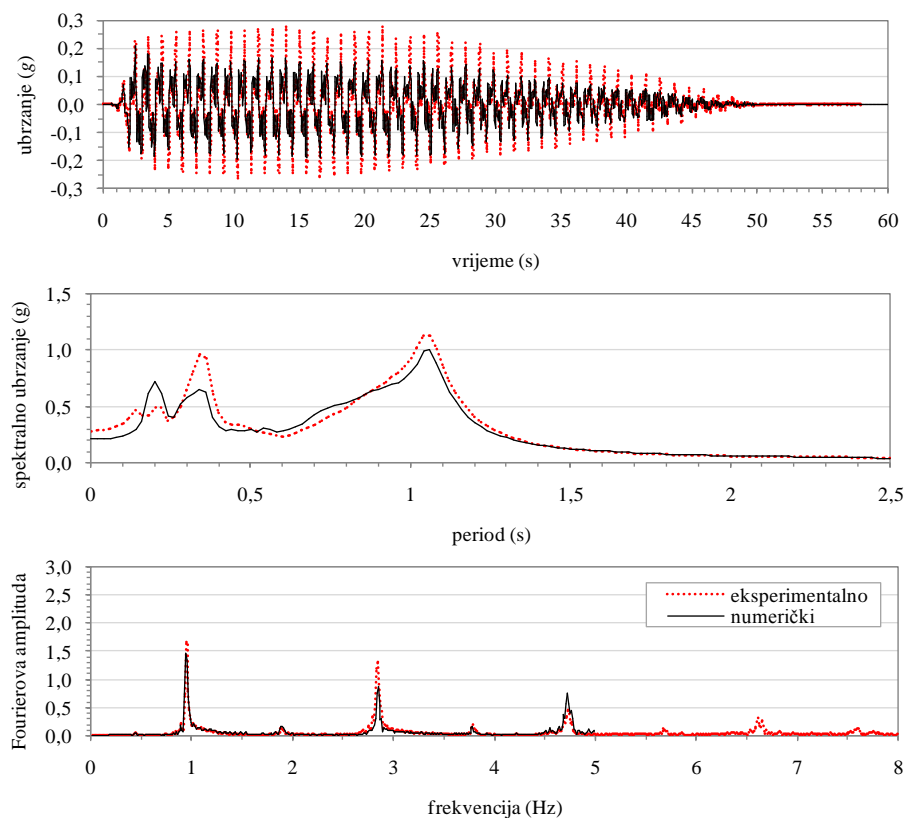 ubrzanje (g)
0,3
0,2
0,1
0,0
-0,1
-0,2
-0,3
0 5 10 15 20 25 30 35 40 45 50 55 60
vrijeme (s)
spektralno ubrzanje (g)
1,5
1,0
0,5
0,0
0 0,5 1 1,5 2 2,5
period (s)
Fourierova amplituda
3,0
2,5
2,0
1,5
1,0
0,5
0,0
eksperimentalno
numerički
0 1 2 3 4 5 6 7 8
frekvencija (Hz)